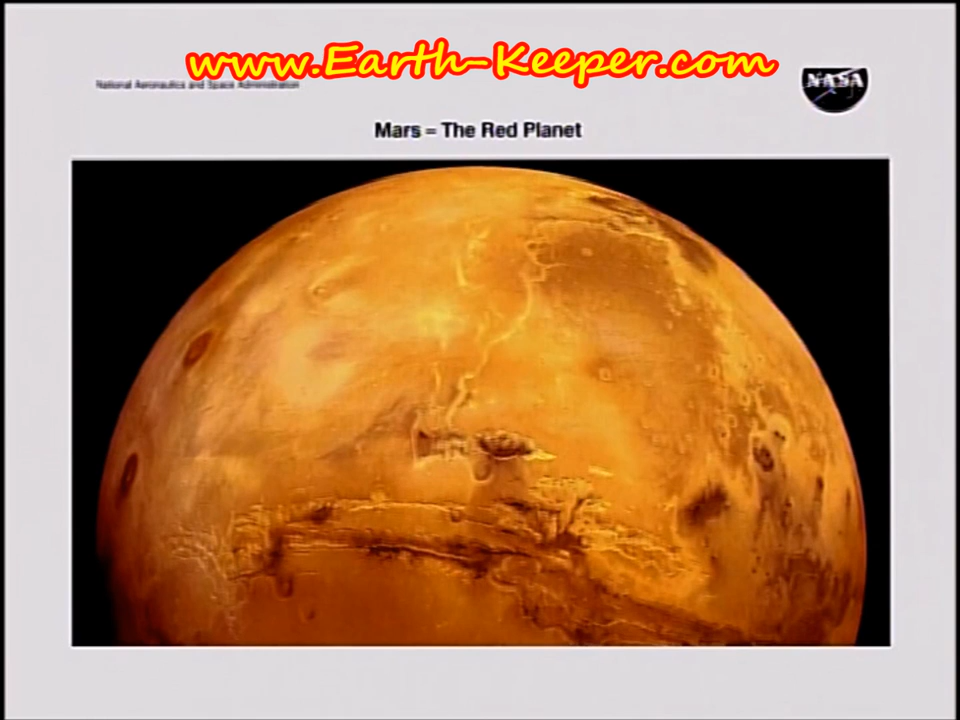 www.Earth-Keeper.com
National Aeronautics and Space Administration
NASA
Mars = The Red Planet